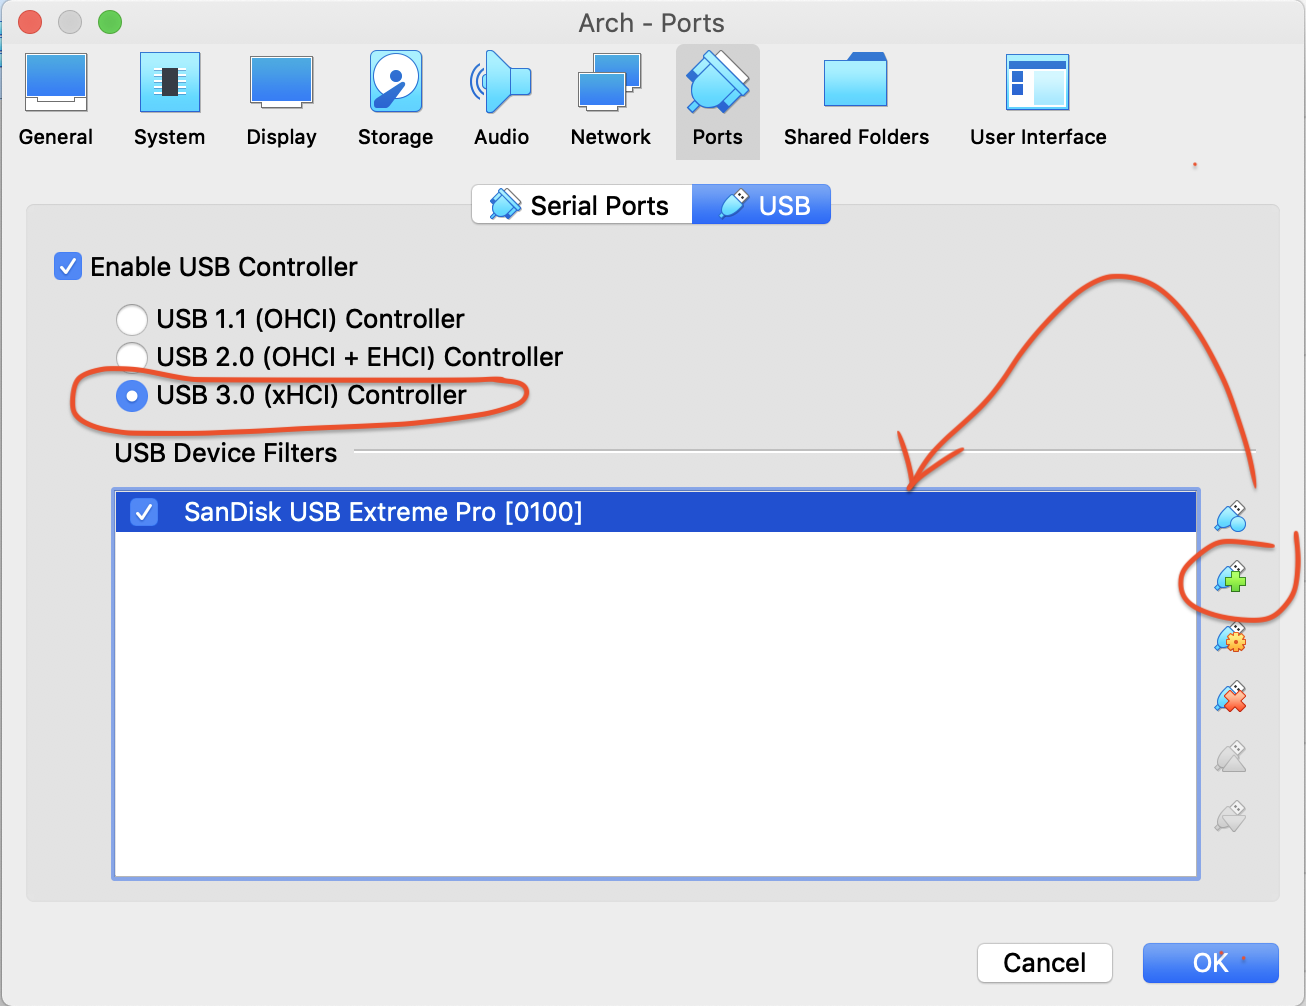 Arch - Ports
General
System
Display
Storage
Audio
Network
Ports
Shared Folders
User Interface
Serial Ports
USB
Enable USB Controller
USB 1.1 (OHCI) Controller
USB 2.0 (OHCI + EHCI) Controller
USB 3.0 (xHCI) Controller
USB Device Filters
SanDisk USB Extreme Pro [0100]
Cancel
OK